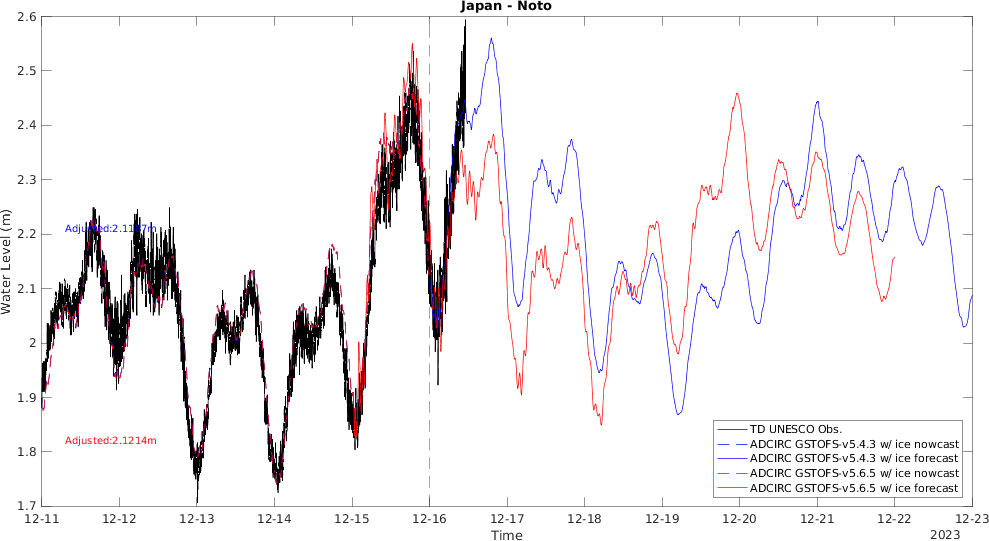 Japan - Noto
Water Level (m)
2.6
2.5
2.4
2.3
2.2
2.1
2
1.9
1.8
1.7
Adjusted:2.1147m
Adjusted:2.1214m
TD UNESCO Obs.
ADCIRC GSTOFS-v5.4.3 w/ ice nowcast
ADCIRC GSTOFS-v5.4.3 w/ ice forecast
ADCIRC GSTOFS-v5.6.5 w/ ice nowcast
ADCIRC GSTOFS-v5.6.5 w/ ice forecast
12-11 12-12 12-13 12-14 12-15 12-16 12-17 12-18 12-19 12-20 12-21 12-22 12-23
Time
2023